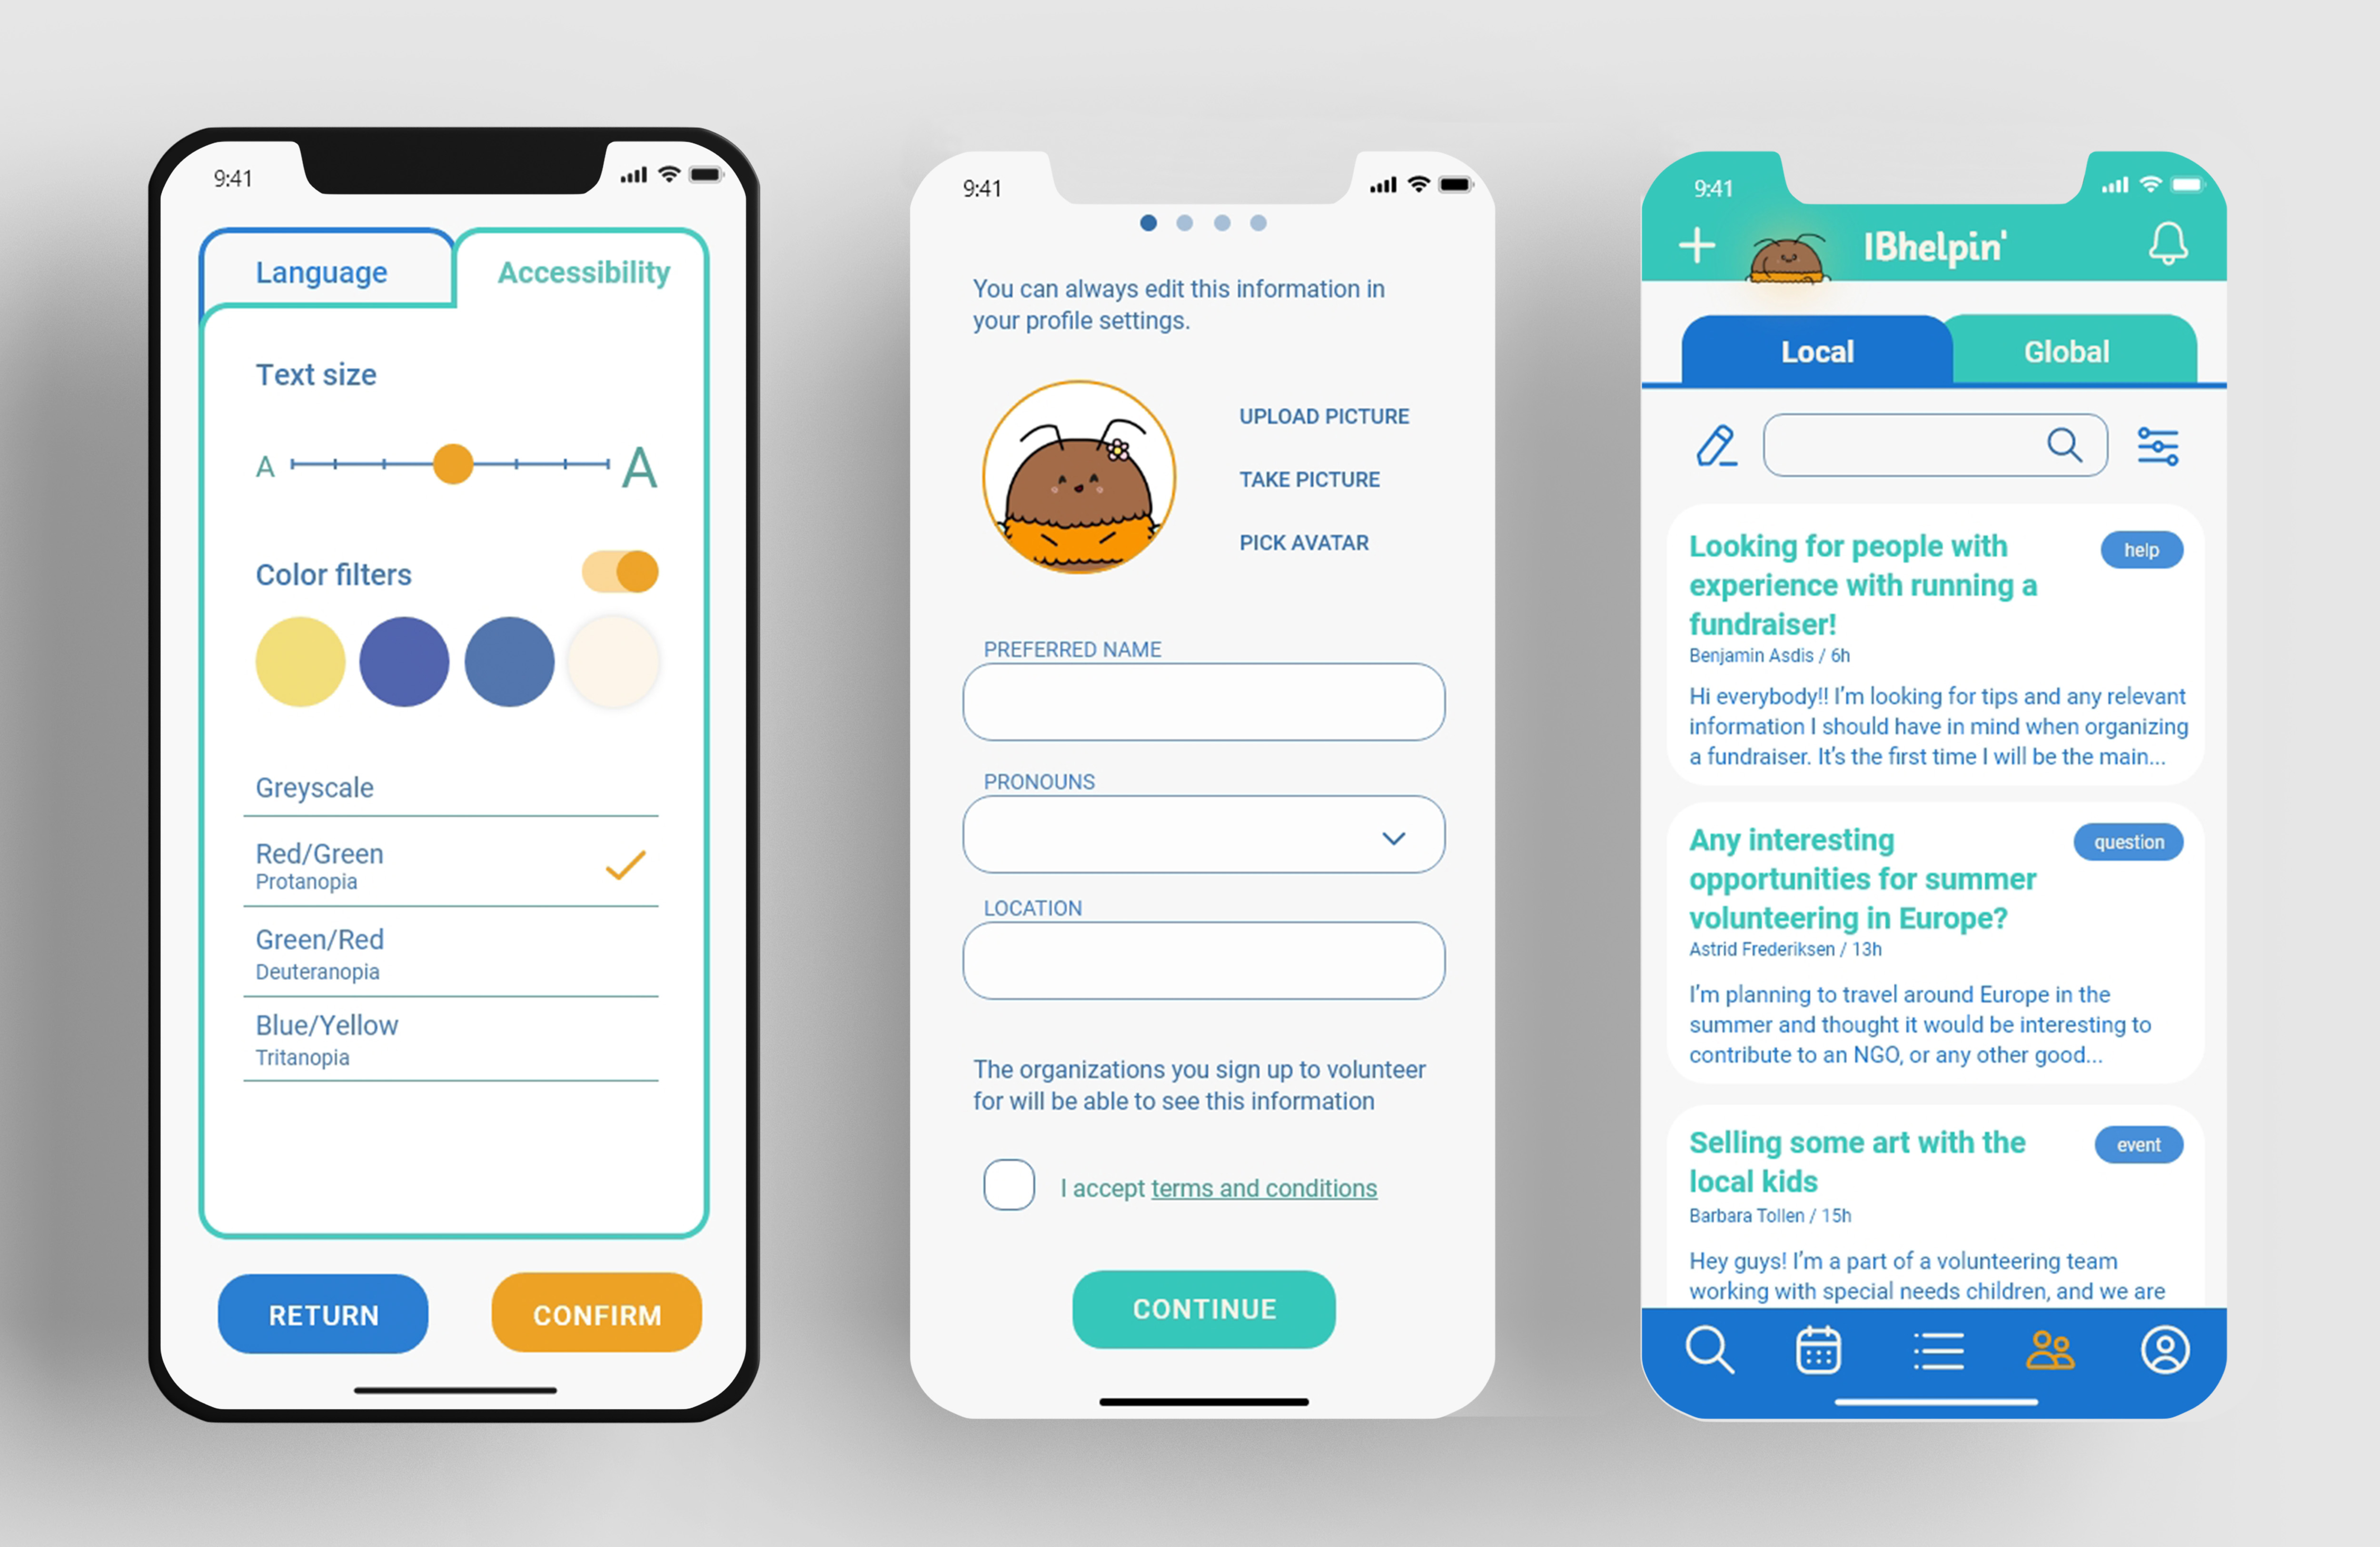 9:41
Language
Accessibility
Text size
A
A
Color filters
Greyscale
Red/Green
Protanopia
Green/Red
Deuteranopia
Blue/Yellow
Tritanopia
RETURN
CONFIRM
9:41
You can always edit this information in
your profile settings.
UPLOAD PICTURE
TAKE PICTURE
PICK AVATAR
PREFERRED NAME
PRONOUNS
LOCATION
The organizations you sign up to volunteer
for will be able to see this information
I accept terms and conditions
CONTINUE
9:41
IBhelpin'
Local
Global
Looking for people with
experience with running a
fundraiser!
help
Benjamin Asdis / 6h
Hi everybody!! I'm looking for tips and any relevant
information I should have in mind when organizing
a fundraiser. It's the first time I will be the main...
Any interesting
opportunities for summer
volunteering in Europe?
question
Astrid Frederiksen / 13h
I'm planning to travel around Europe in the
summer and thought it would be interesting to
contribute to an NGO, or any other good...
Selling some art with the
local kids
event
Barbara Tollen / 15h
Hey guys! I'm a part of a volunteering team
working with special needs children, and we are